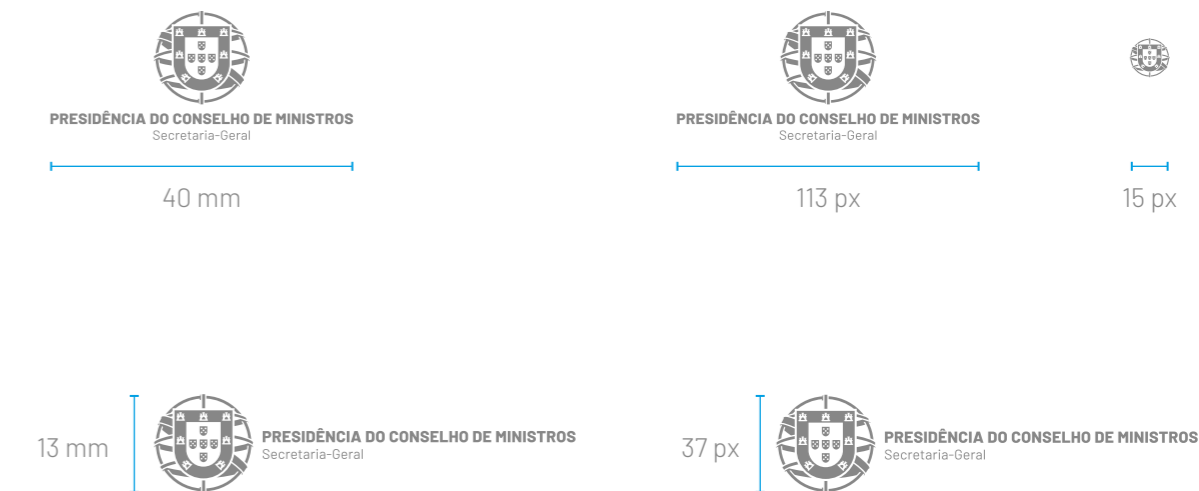 PRESIDÊNCIA DO CONSELHO DE MINISTROS
Secretaria-Geral
40 mm
PRESIDÊNCIA DO CONSELHO DE MINISTROS
Secretaria-Geral
113 px
15 px
13 mm
PRESIDÊNCIA DO CONSELHO DE MINISTROS
Secretaria-Geral
37 px
PRESIDÊNCIA DO CONSELHO DE MINISTROS
Secretaria-Geral